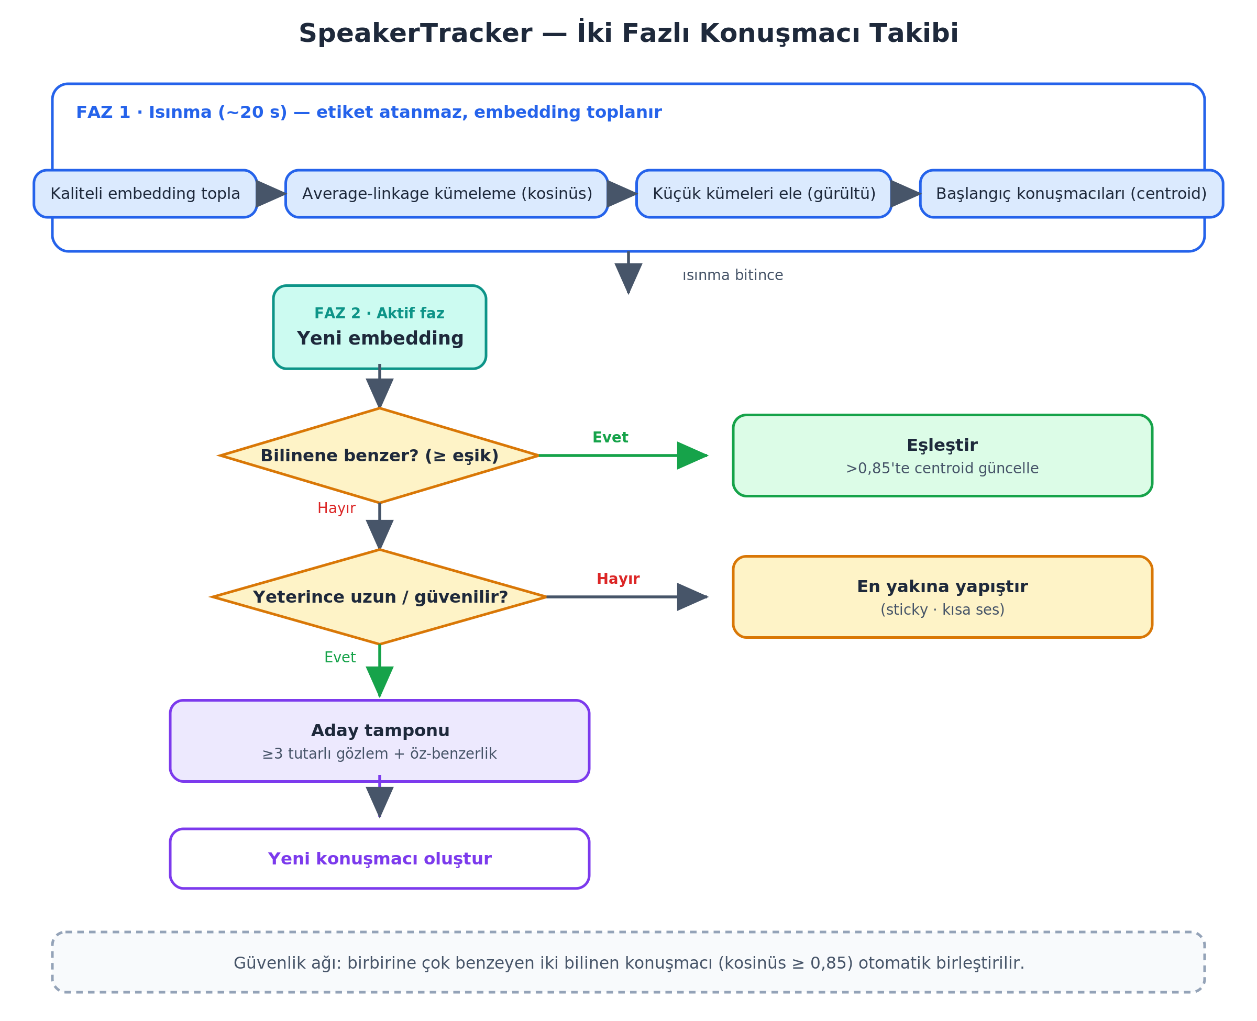 SpeakerTracker — İki Fazlı Konuşmacı Takibi
FAZ 1 · Isınma (~20 s) — etiket atanmaz, embedding toplanır
Kaliteli embedding topla
Average-linkage kümeleme (kosinüs)
Küçük kümeleri ele (gürültü)
Başlangıç konuşmacıları (centroid)
ısınma bitince
FAZ 2 · Aktif faz
Yeni embedding
Bilinene benzer? (≥ eşik)
Evet
Eşleştir
>0,85'te centroid güncelle
Hayır
Yeterince uzun / güvenilir?
Hayır
En yakına yapıştır
(sticky · kısa ses)
Evet
Aday tamponu
≥3 tutarlı gözlem + öz-benzerlik
Yeni konuşmacı oluştur
Güvenlik ağı: birbirine çok benzeyen iki bilinen konuşmacı (kosinüs ≥ 0,85) otomatik birleştirilir.